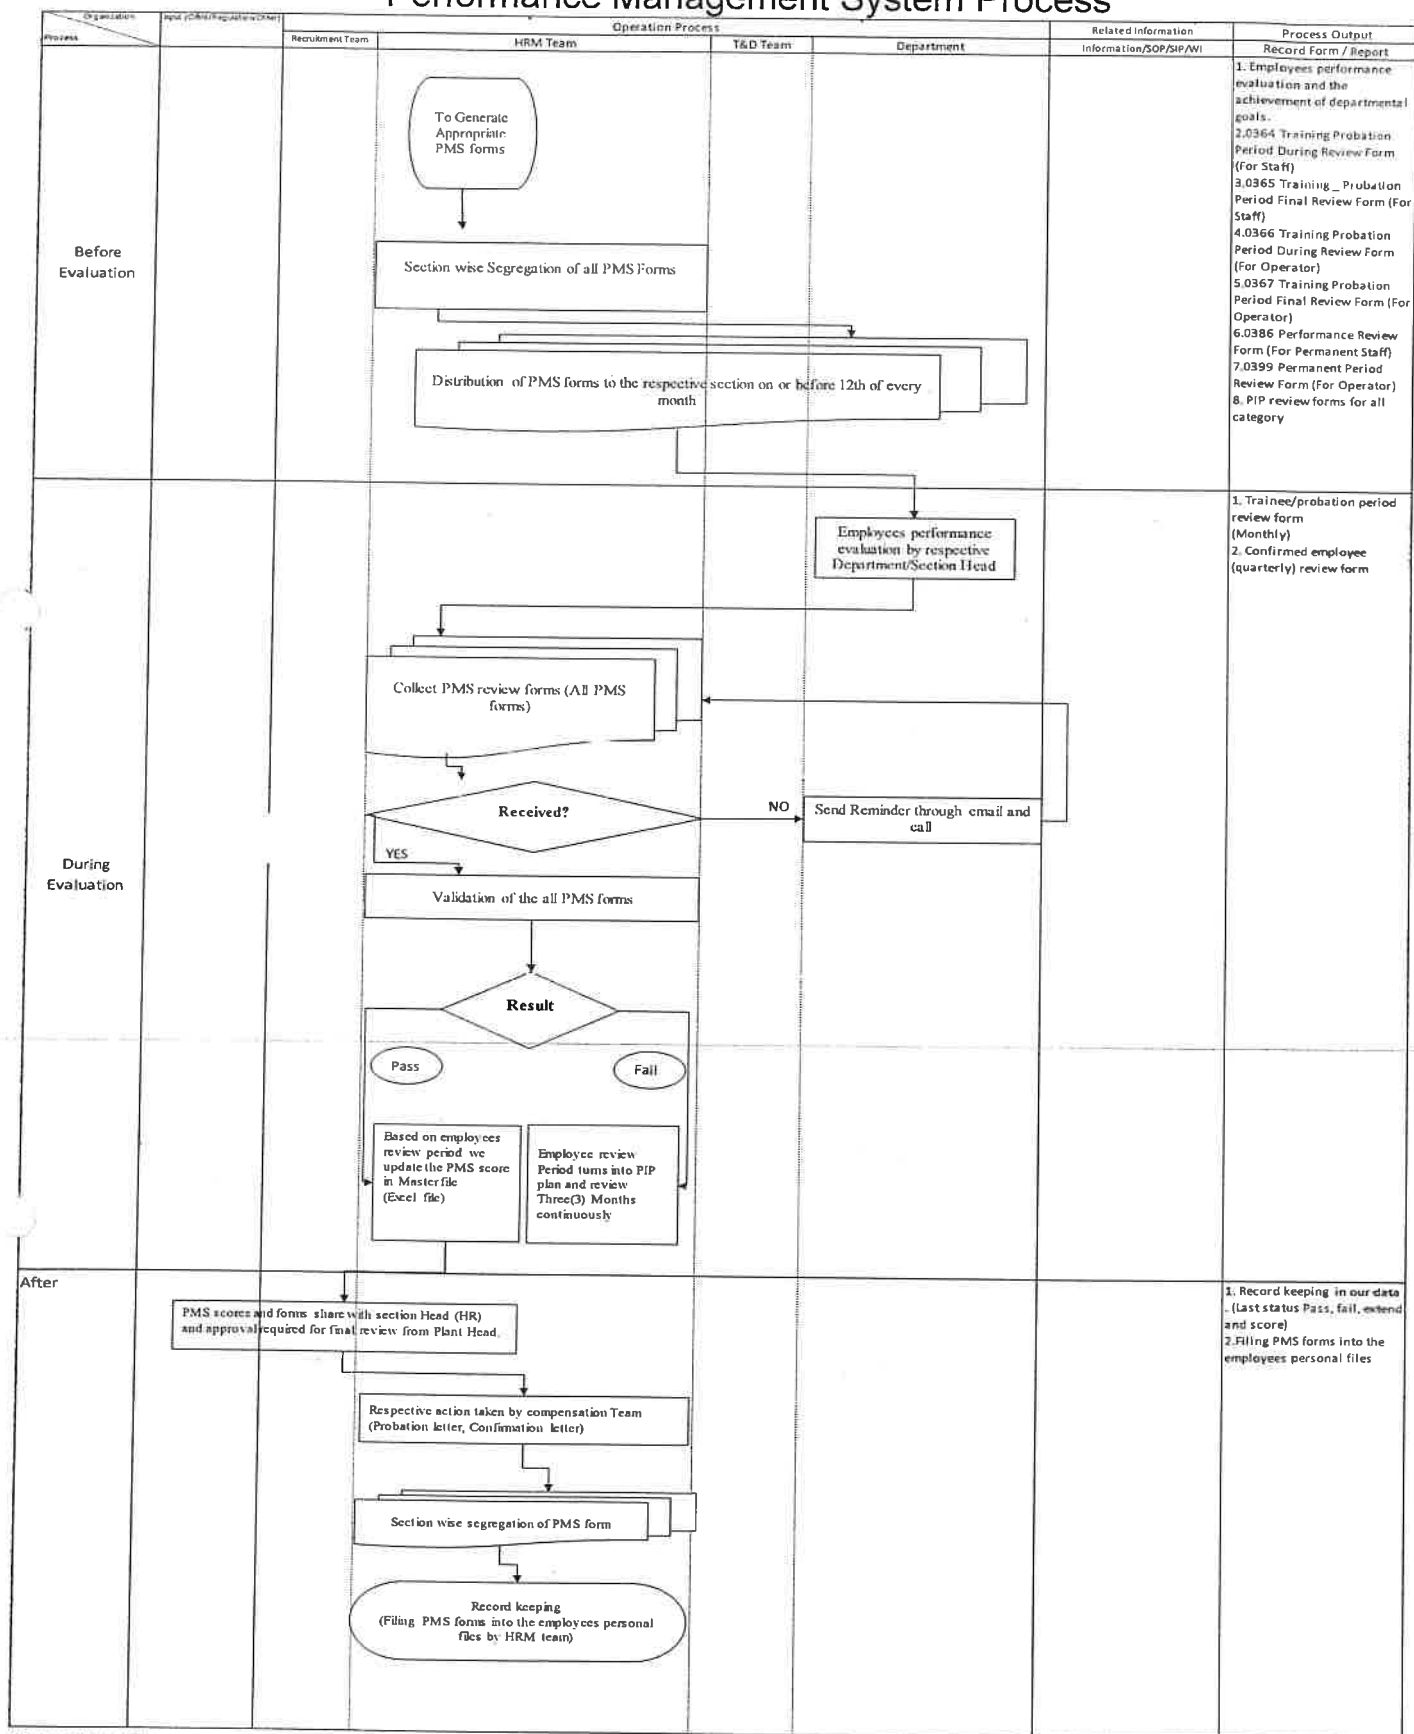 Performance Management System Process
Organization
Process
Operation Process
Related Information
Process Output
Recruitment Team
HRM Team
T&D Team
Department
Information/SOP/SIP/WI
Record Form / Report
To Generate
Appropriate
PMS forms
Before
Evaluation
Section wise Segregation of all PMS Forms
Distribution of PMS forms to the respective section on or before 12th of every
month
1. Employees performance
evaluation and the
achievement of departmental
goals.
2.0364 Training Probation
Period During Review Form
(For Staff)
3.0365 Training _ Probation
Period Final Review Form (For
Staff)
4.0366 Training Probation
Period During Review Form
(For Operator)
5.0367 Training Probation
Period Final Review Form (For
Operator)
6.0386 Performance Review
Form (For Permanent Staff)
7.0399 Permanent Period
Review Form (For Operator)
8. PIP review forms for all
category
During
Evaluation
Employees performance
evaluation by respective
Department/Section Head
1. Trainee/probation period
review form
(Monthly)
2. Confirmed employee
(quarterly) review form
Collect PMS review forms (All PMS
forms)
Received?
NO
Send Reminder through email and
call
YES
Validation of the all PMS forms
Result
Pass
Fail
Based on employees
review period we
update the PMS score
in Masterfile
(Excel file)
Employee review
Period turns into PIP
plan and review
Three(3) Months
continuously
After
PMS scores and forms share with section Head (HR)
and approval required for final review from Plant Head.
1. Record keeping in our data
. (Last status Pass, fail, extend
and score)
2.Filing PMS forms into the
employees personal files
Respective action taken by compensation Team
(Probation letter, Confirmation letter)
Section wise segregation of PMS form
Record keeping
(Filing PMS forms into the employees personal
files by HRM team)